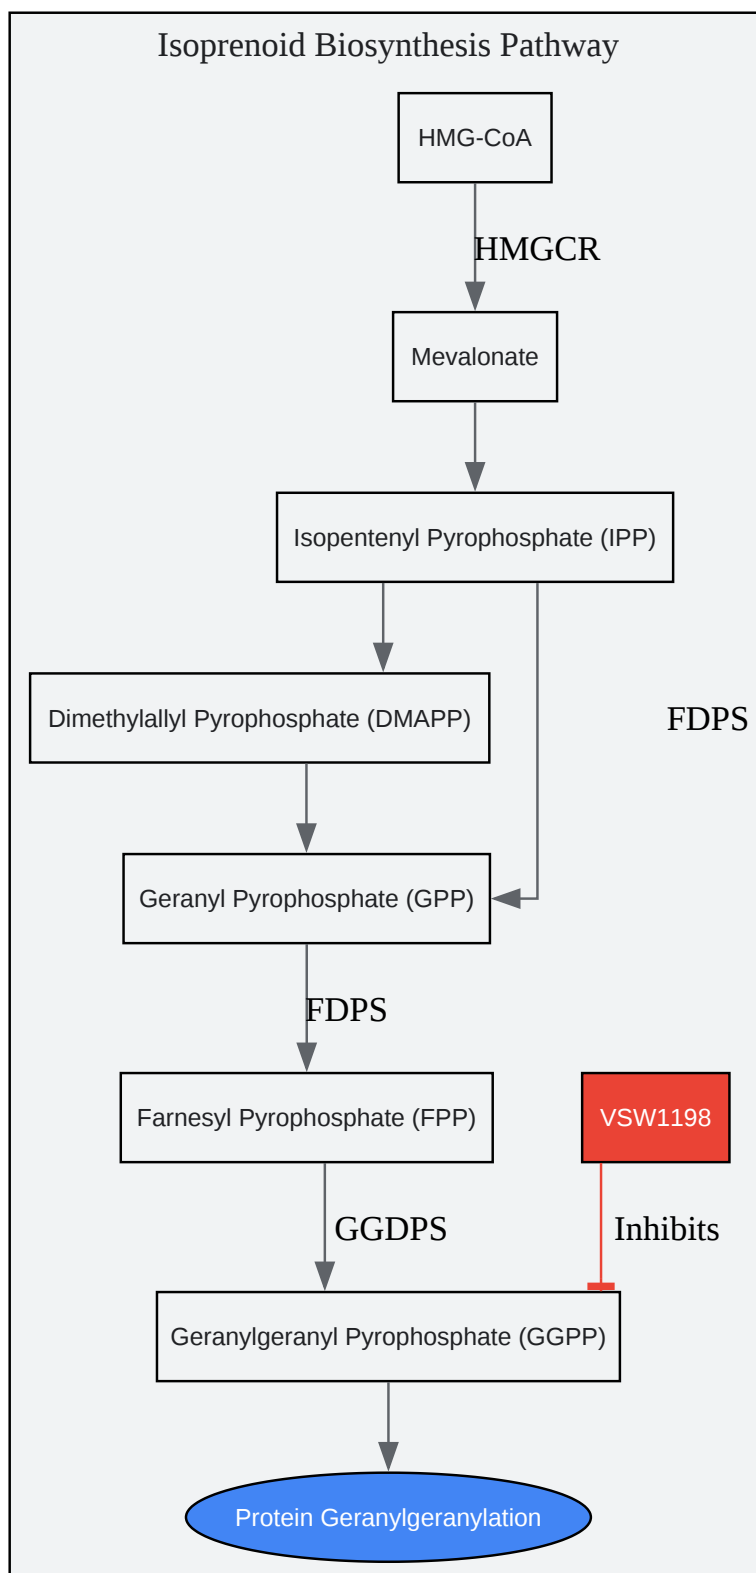 Isoprenoid Biosynthesis Pathway
HMG-CoA
HMGCR
Mevalonate
Isopentenyl Pyrophosphate (IPP)
Dimethylallyl Pyrophosphate (DMAPP)
FDPS
Geranyl Pyrophosphate (GPP)
FDPS
Farnesyl Pyrophosphate (FPP)
VSW1198
GGDPS
Inhibits
Geranylgeranyl Pyrophosphate (GGPP)
Protein Geranylgeranylation